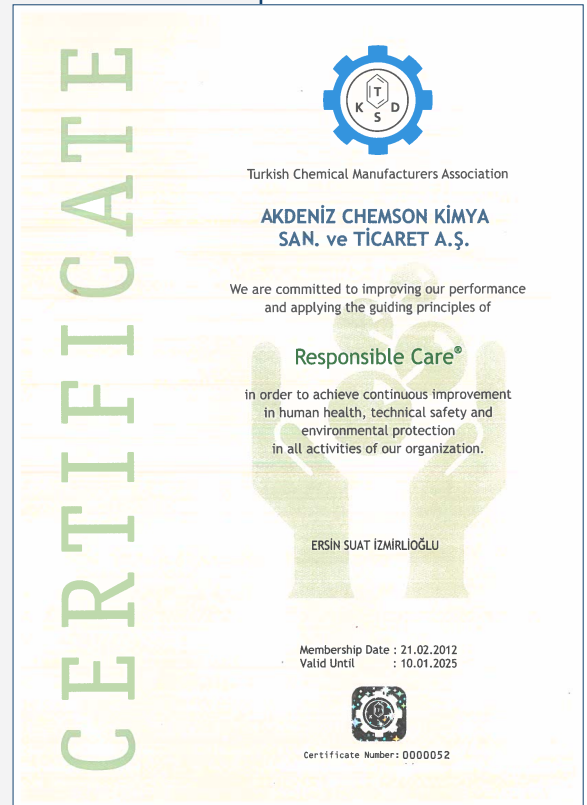 CERTIFICATE
T
K D
S
Turkish Chemical Manufacturers Association
AKDENİZ CHEMSON KİMYA
SAN. ve TİCARET A.Ş.
We are committed to improving our performance
and applying the guiding principles of
Responsible Care®
in order to achieve continuous improvement
in human health, technical safety and
environmental protection
in all activities of our organization.
ERSİN SUAT İZMİRLİOĞLU
Membership Date : 21.02.2012
Valid Until : 10.01.2025
Certificate Number: 0000052